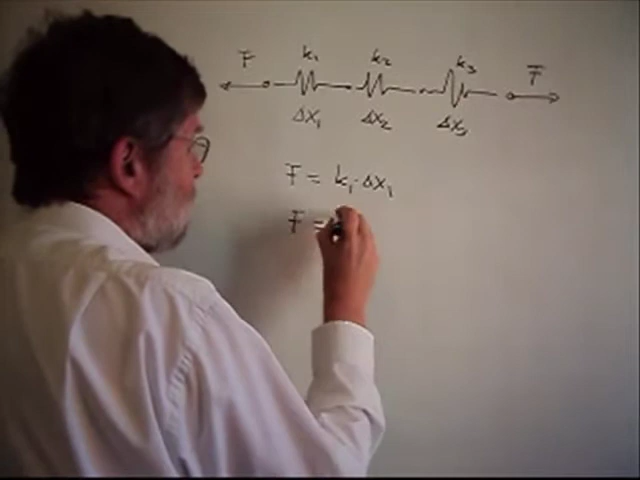 F k₁ k₂ k₃ F
Δx₁ Δx₂ Δx₃
F = k₁·Δx₁
F =